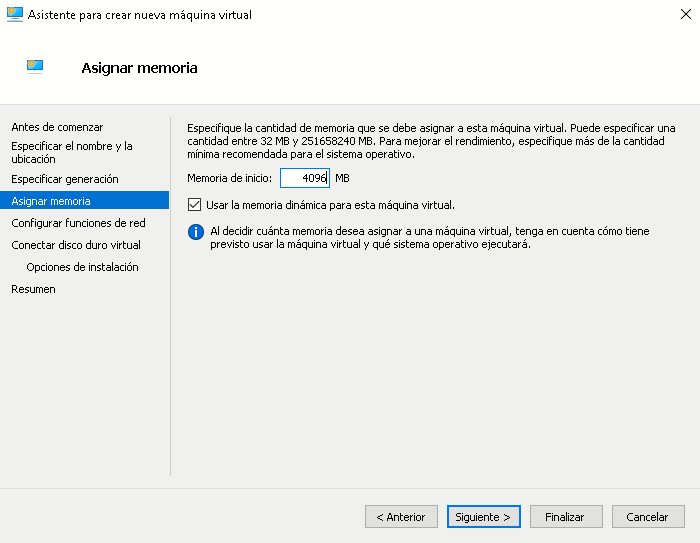 Asistente para crear nueva máquina virtual
Asignar memoria
Antes de comenzar
Especificar el nombre y la
ubicación
Especificar generación
Asignar memoria
Configurar funciones de red
Conectar disco duro virtual
Opciones de instalación
Resumen
Especifique la cantidad de memoria que se debe asignar a esta máquina virtual. Puede especificar una
cantidad entre 32 MB y 251658240 MB. Para mejorar el rendimiento, especifique más de la cantidad
mínima recomendada para el sistema operativo.
Memoria de inicio: 4096 MB
Usar la memoria dinámica para esta máquina virtual.
Al decidir cuánta memoria desea asignar a una máquina virtual, tenga en cuenta cómo tiene
previsto usar la máquina virtual y qué sistema operativo ejecutará.
< Anterior Siguiente > Finalizar Cancelar